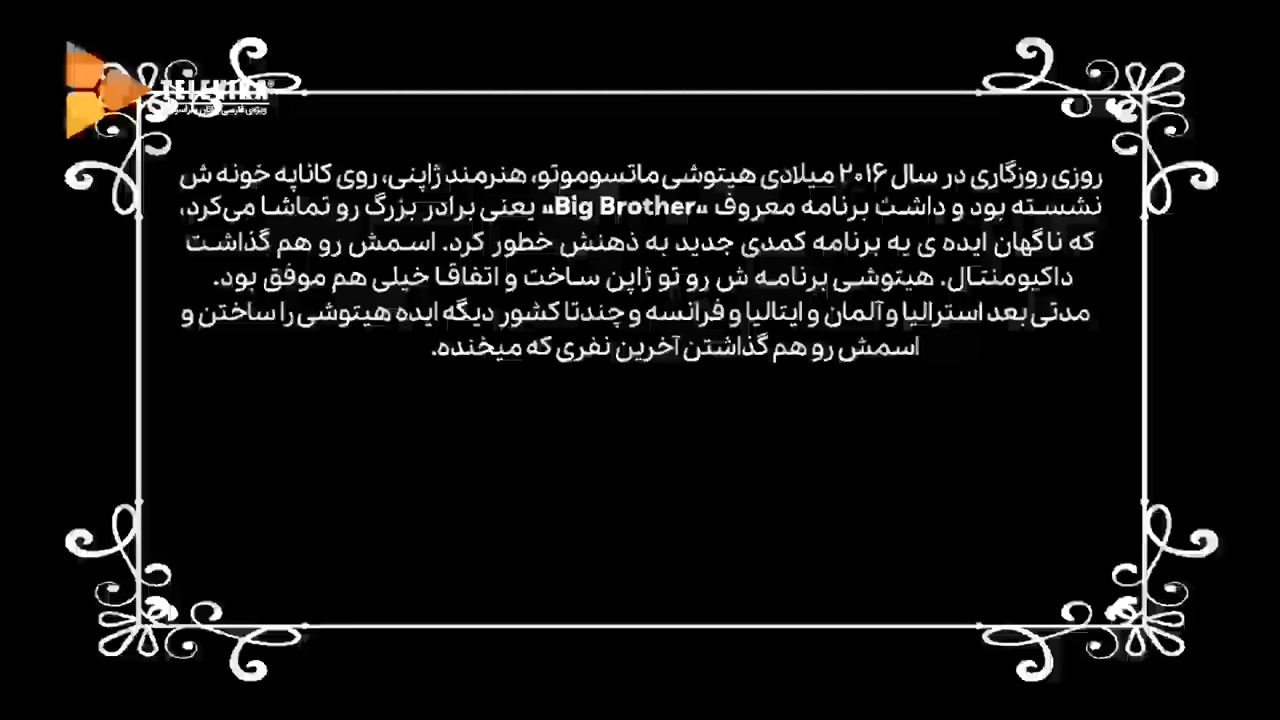 TELEVIKA
روزی روزگاری در سال ۲۰۱۶ میلادی هیتوشی ماتسوموتو، هنرمند ژاپنی، روی کاناپه خونه ش
نشسته بود و داشت برنامه معروف «Big Brother» یعنی برادر بزرگ رو تماشا می‌کرد،
که ناگهان ایده ی یه برنامه کمدی جدید به ذهنش خطور کرد. اسمش رو هم گذاشت
داکیومنتال. هیتوشی برنامه ش رو تو ژاپن ساخت و اتفاقا خیلی هم موفق بود.
مدتی بعد استرالیا و آلمان و ایتالیا و فرانسه و چندتا کشور دیگه ایده هیتوشی را ساختن و
اسمش رو هم گذاشتن آخرین نفری که میخنده.